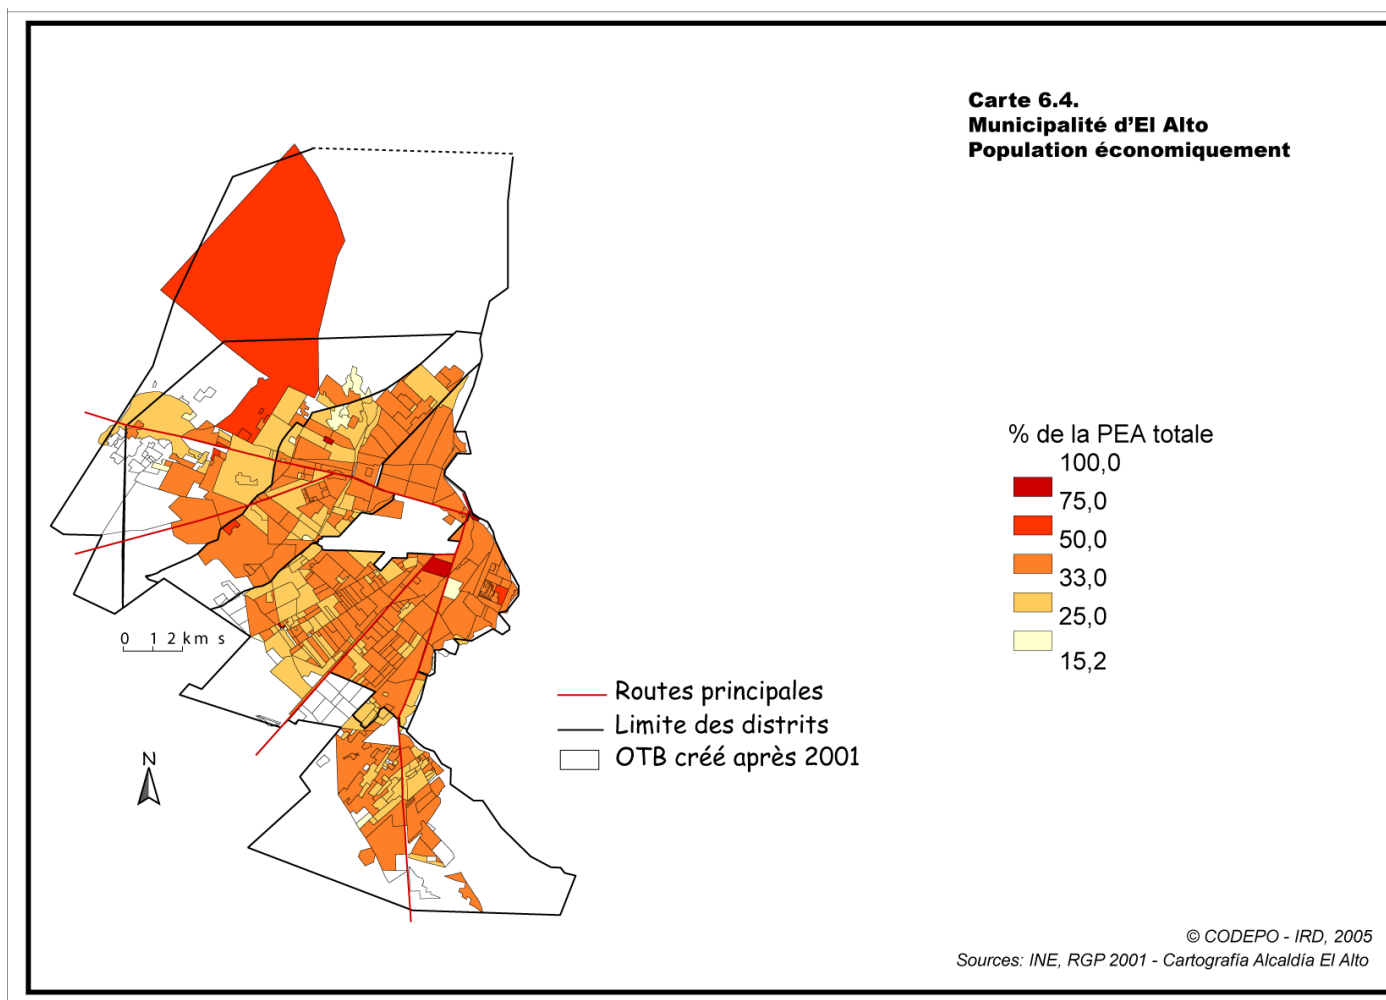 Carte 6.4.
Municipalité d'El Alto
Population économiquement
% de la PEA totale
100,0
75,0
50,0
33,0
25,0
15,2
0 1 2 km s
Routes principales
Limite des distrits
OTB créé après 2001
N
© CODEPO - IRD, 2005
Sources: INE, RGP 2001 - Cartografía Alcaldía El Alto